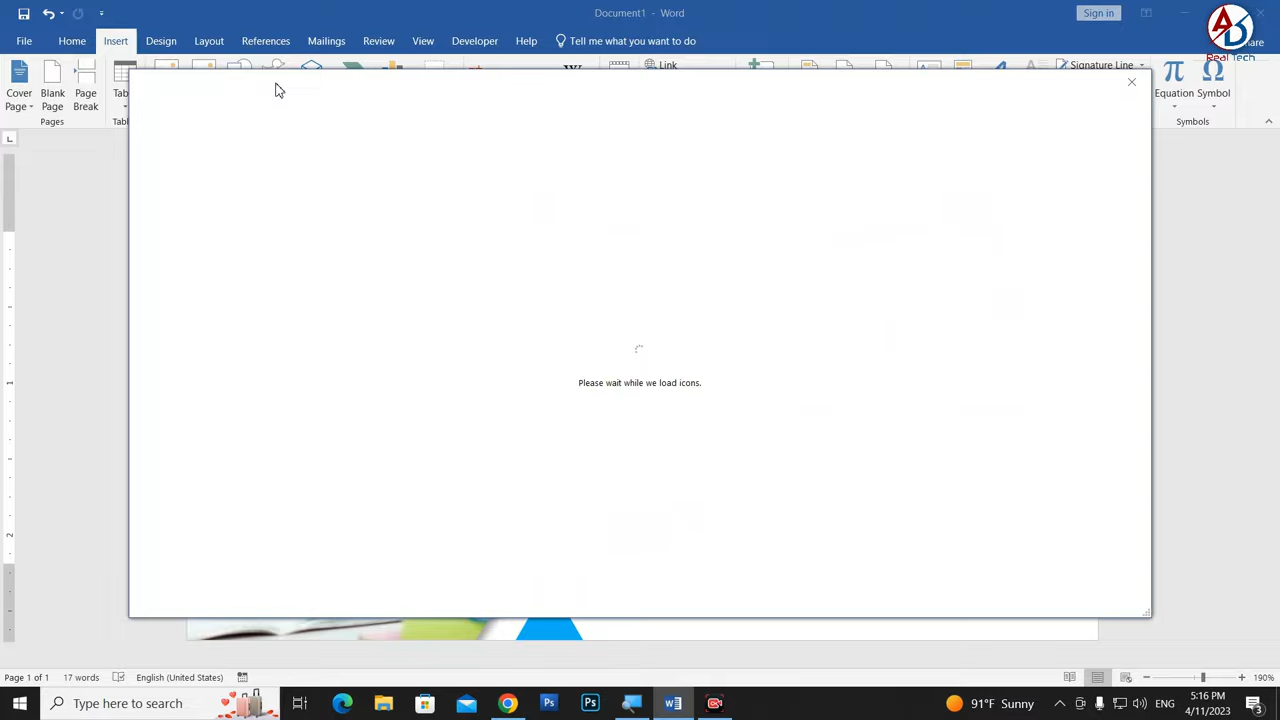 Document1 - Word
Sign in
File
Home
Insert
Design
Layout
References
Mailings
Review
View
Developer
Help
Tell me what you want to do
Real Tech
Cover
Page
Blank
Page
Page
Break
Link
Signature Line
Equation
Symbol
Pages
Symbols
Please wait while we load icons.
Page 1 of 1
17 words
English (United States)
190%
Type here to search
91°F Sunny
ENG
5:16 PM
4/11/2023